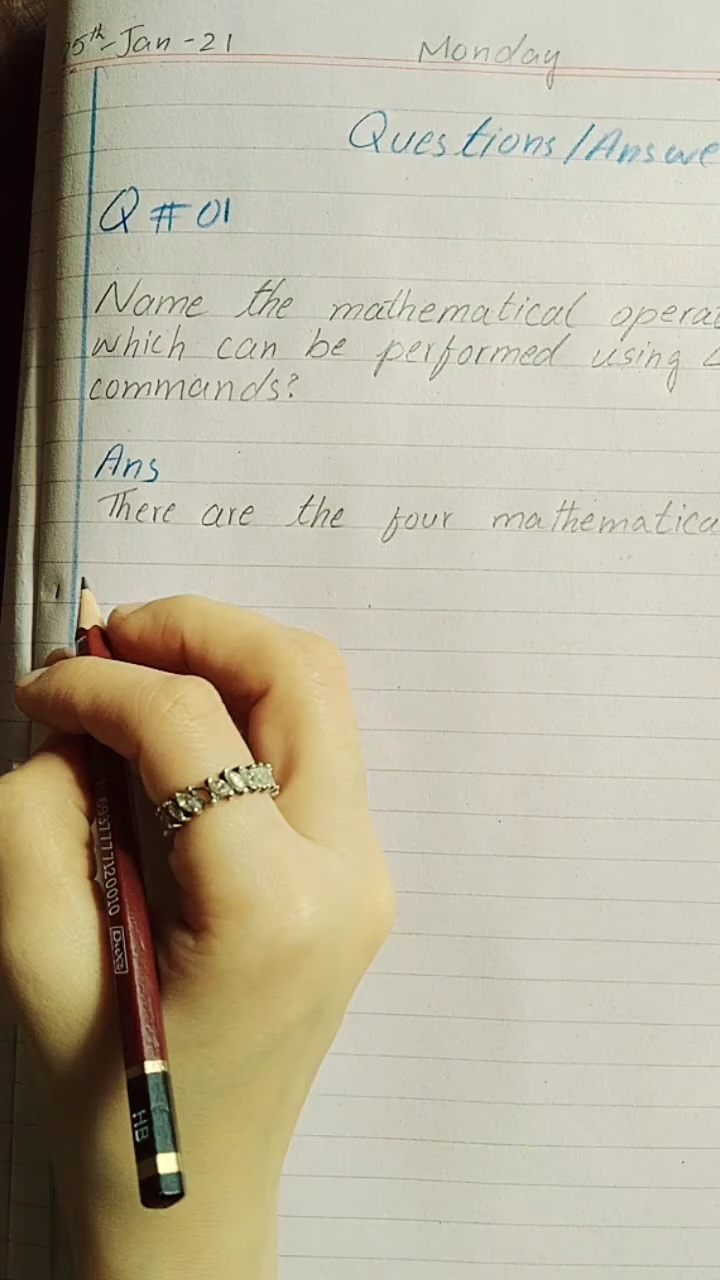 5th-Jan-21
Monday
Questions/Answe
Q # 01
Name the mathematical opera
which can be performed using
commands?
Ans
There are the four mathematica
HB